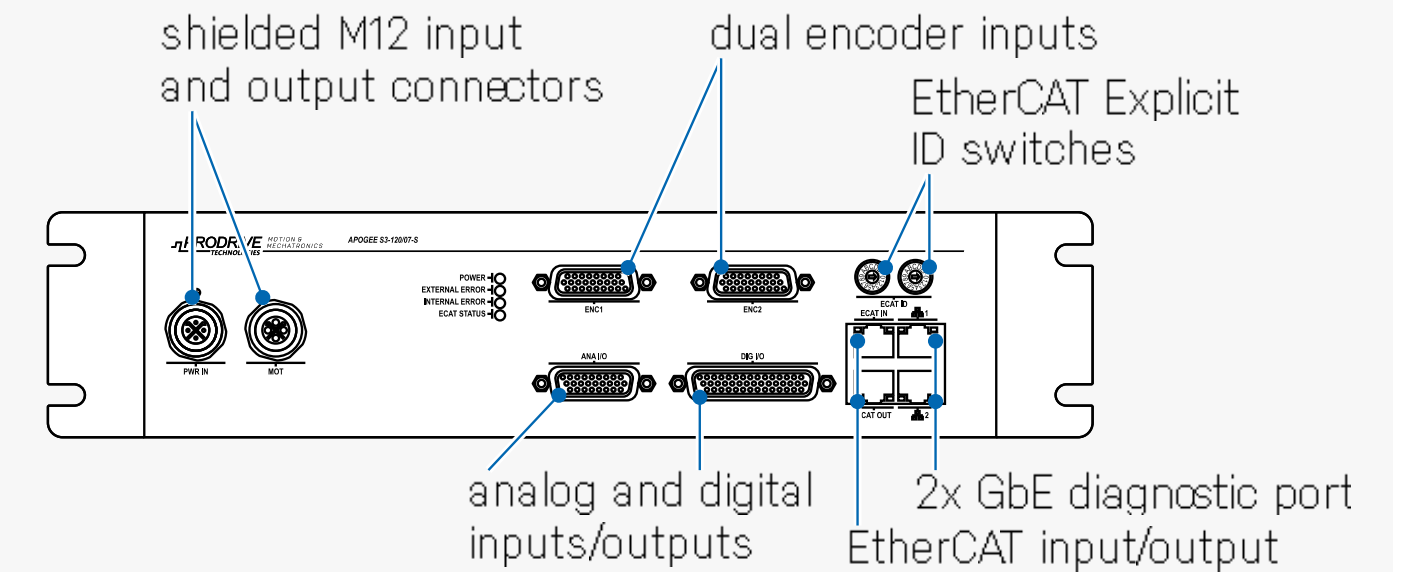 shielded M12 input
and output connectors
dual encoder inputs
EtherCAT Explicit
ID switches
PRODRIVE
TECHNOLOGIES
MOTION &
MECHATRONICS
APOGEE S3-120/07-S
POWER
EXTERNAL ERROR
INTERNAL ERROR
ECAT STATUS
ENC1
ENC2
ECAT ID
ECAT IN
1
PWR IN
MOT
ANA I/O
DIG I/O
CAT OUT
2
analog and digital
inputs/outputs
2x GbE diagnostic port
EtherCAT input/output